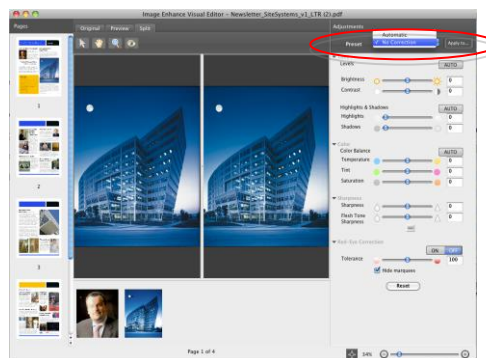 Image Enhance Visual Editor – Newsletter_SiteSystems_v1_LTR (2).pdf
Pages
Original Preview Split
Adjustments
Automatic
Preset ✓ No Correction Apply to...
Levels: AUTO
Brightness 0
Contrast 0
Highlights & Shadows AUTO
Highlights 0
Shadows 0
Color
Color Balance AUTO
Temperature 0
Tint 0
Saturation 0
Sharpness
Sharpness 0
Flesh Tone 0
Sharpness
Red-Eye Correction
ON OFF
Tolerance 100
Hide marquees
Reset
1
2
3
Page 1 of 4
54%